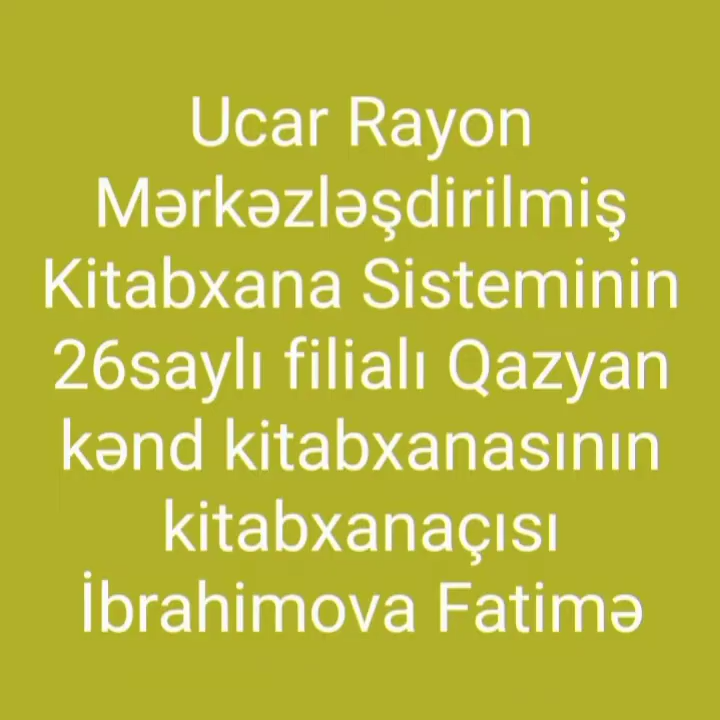 Ucar Rayon
Mərkəzləşdirilmiş
Kitabxana Sisteminin
26saylı filialı Qazyan
kənd kitabxanasının
kitabxanaçısı
İbrahimova Fatimə